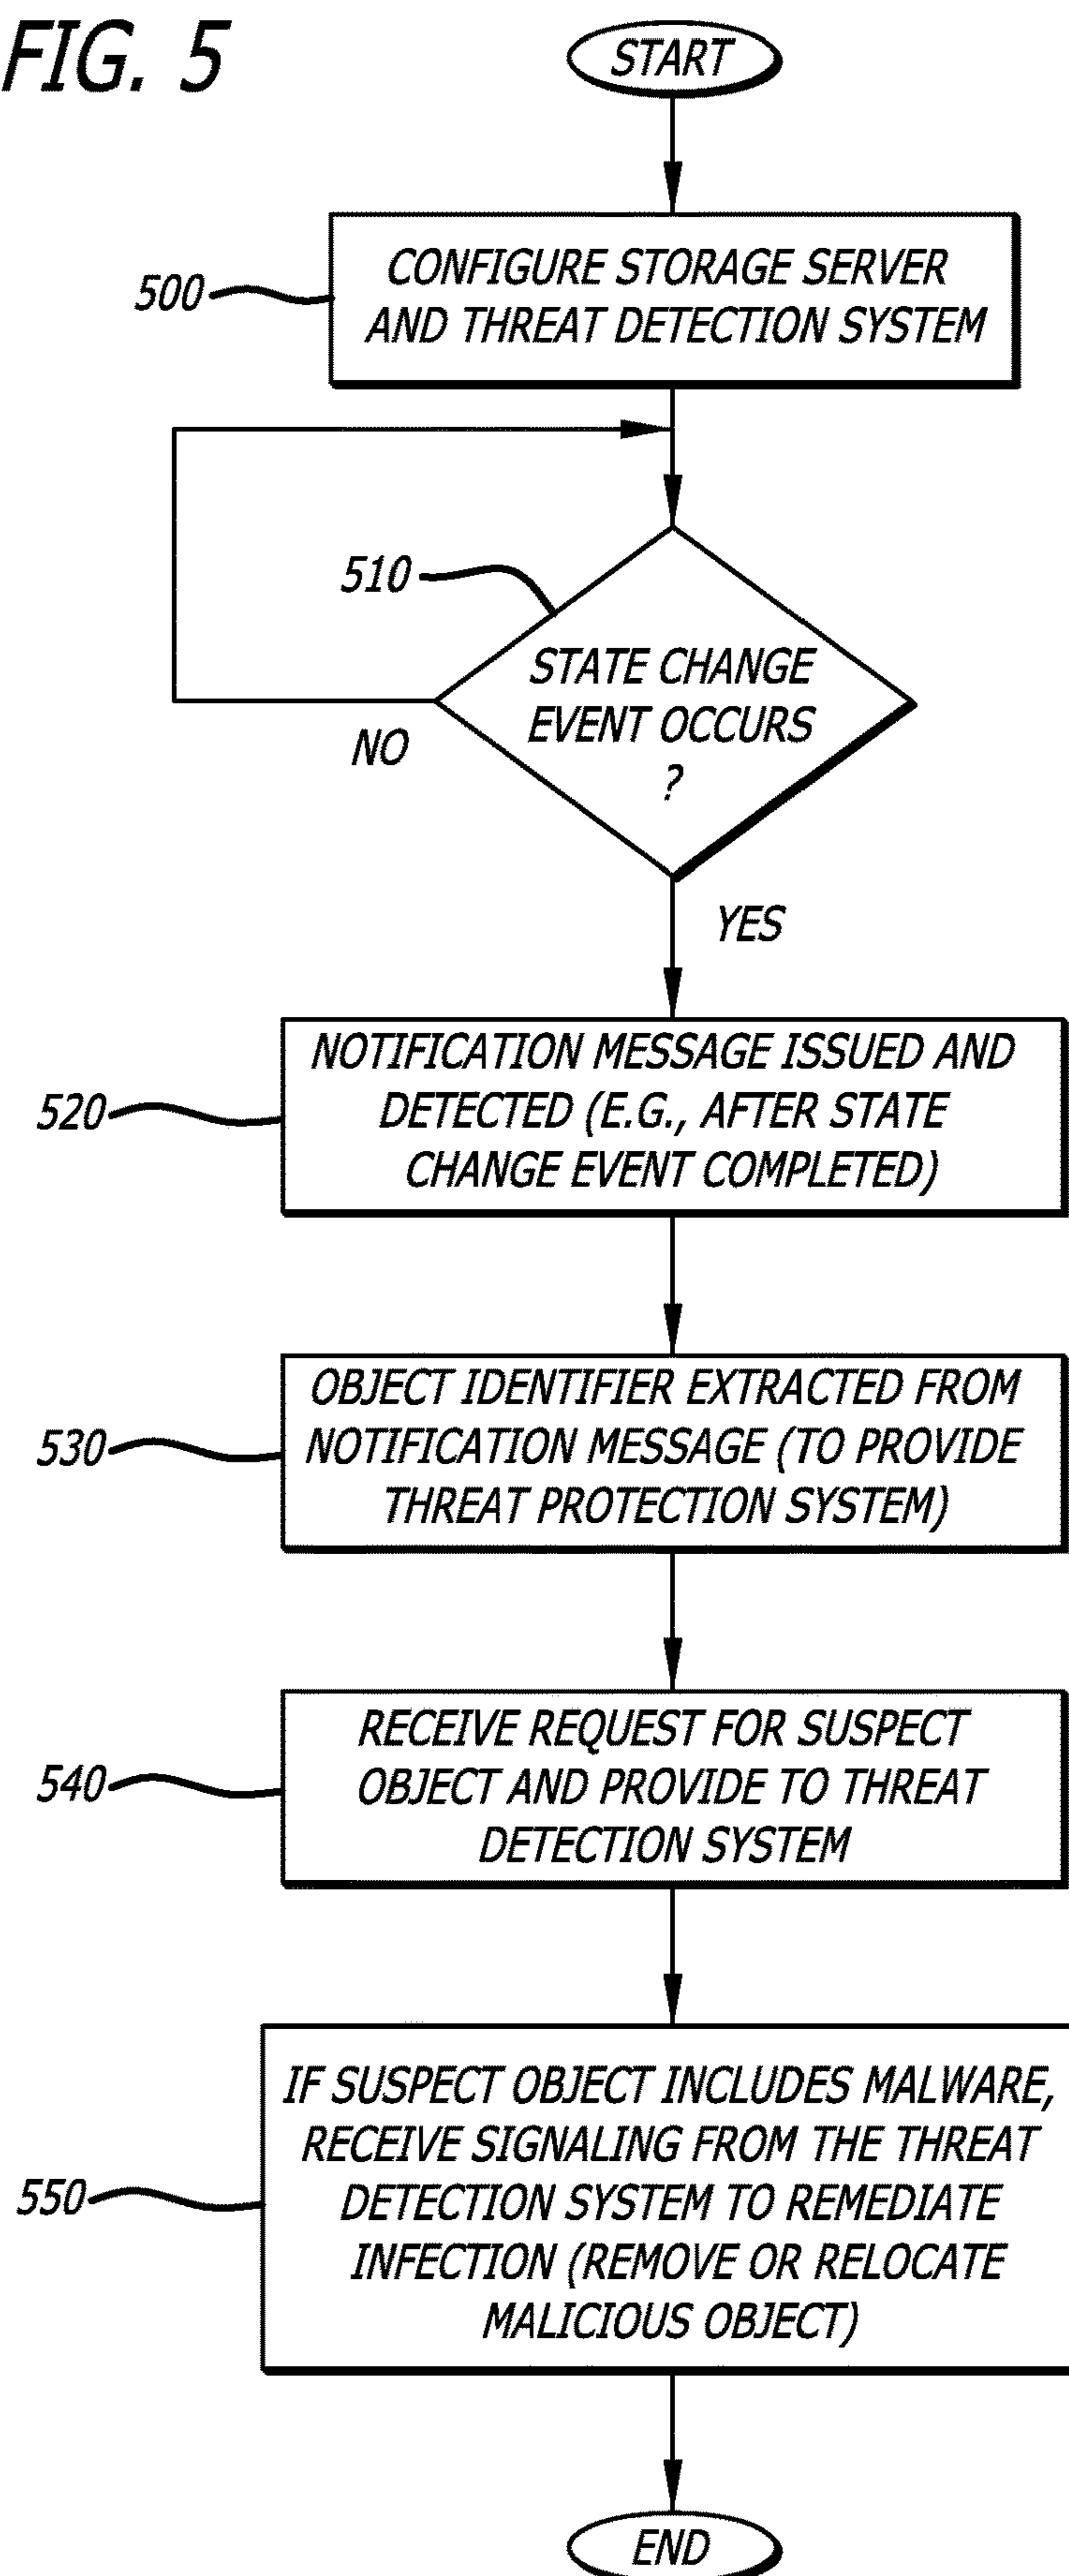 FIG. 5
START
500
CONFIGURE STORAGE SERVER
AND THREAT DETECTION SYSTEM
510
STATE CHANGE
EVENT OCCURS
?
NO
YES
520
NOTIFICATION MESSAGE ISSUED AND
DETECTED (E.G., AFTER STATE
CHANGE EVENT COMPLETED)
530
OBJECT IDENTIFIER EXTRACTED FROM
NOTIFICATION MESSAGE (TO PROVIDE
THREAT PROTECTION SYSTEM)
540
RECEIVE REQUEST FOR SUSPECT
OBJECT AND PROVIDE TO THREAT
DETECTION SYSTEM
550
IF SUSPECT OBJECT INCLUDES MALWARE,
RECEIVE SIGNALING FROM THE THREAT
DETECTION SYSTEM TO REMEDIATE
INFECTION (REMOVE OR RELOCATE
MALICIOUS OBJECT)
END